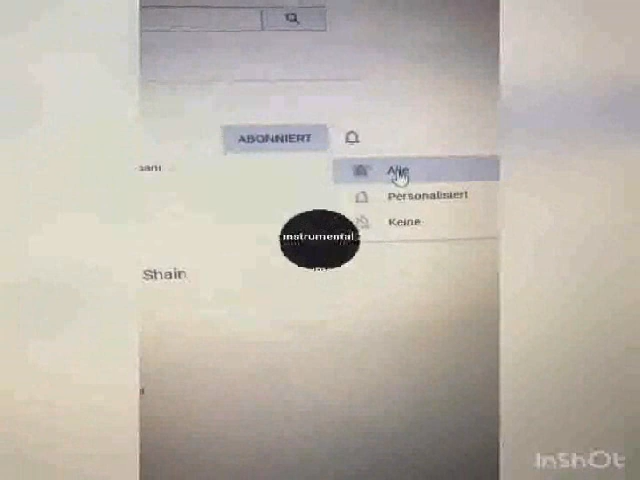 ABONNIERT
Alle
Personalisiert
Keine
instrumental
Shain
InShOt